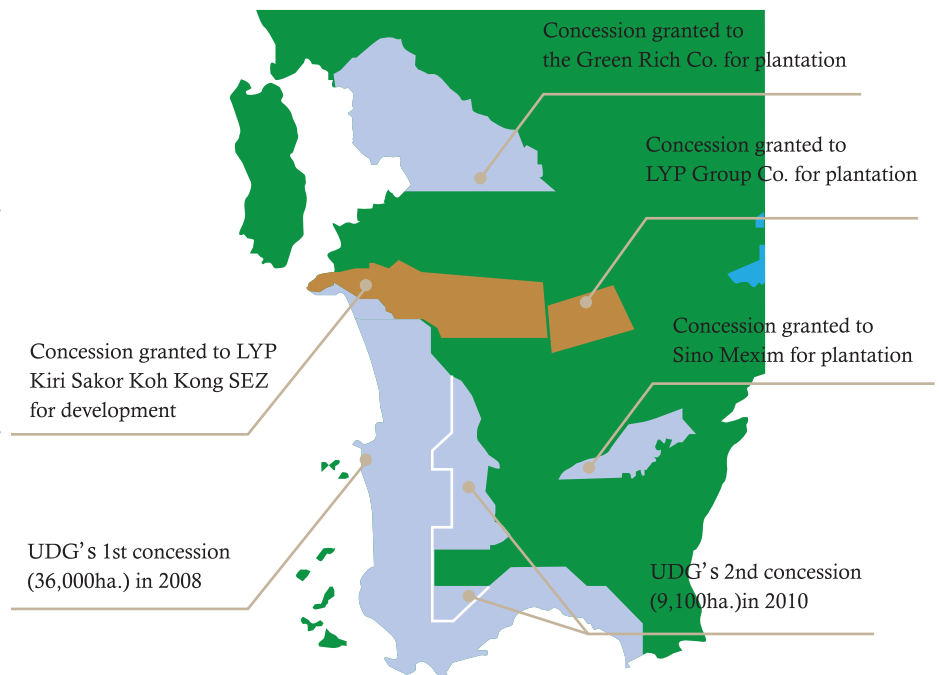 Concession granted to
the Green Rich Co. for plantation
Concession granted to
LYP Group Co. for plantation
Concession granted to
Sino Mexim for plantation
Concession granted to LYP
Kiri Sakor Koh Kong SEZ
for development
UDG's 1st concession
(36,000ha.) in 2008
UDG's 2nd concession
(9,100ha.)in 2010